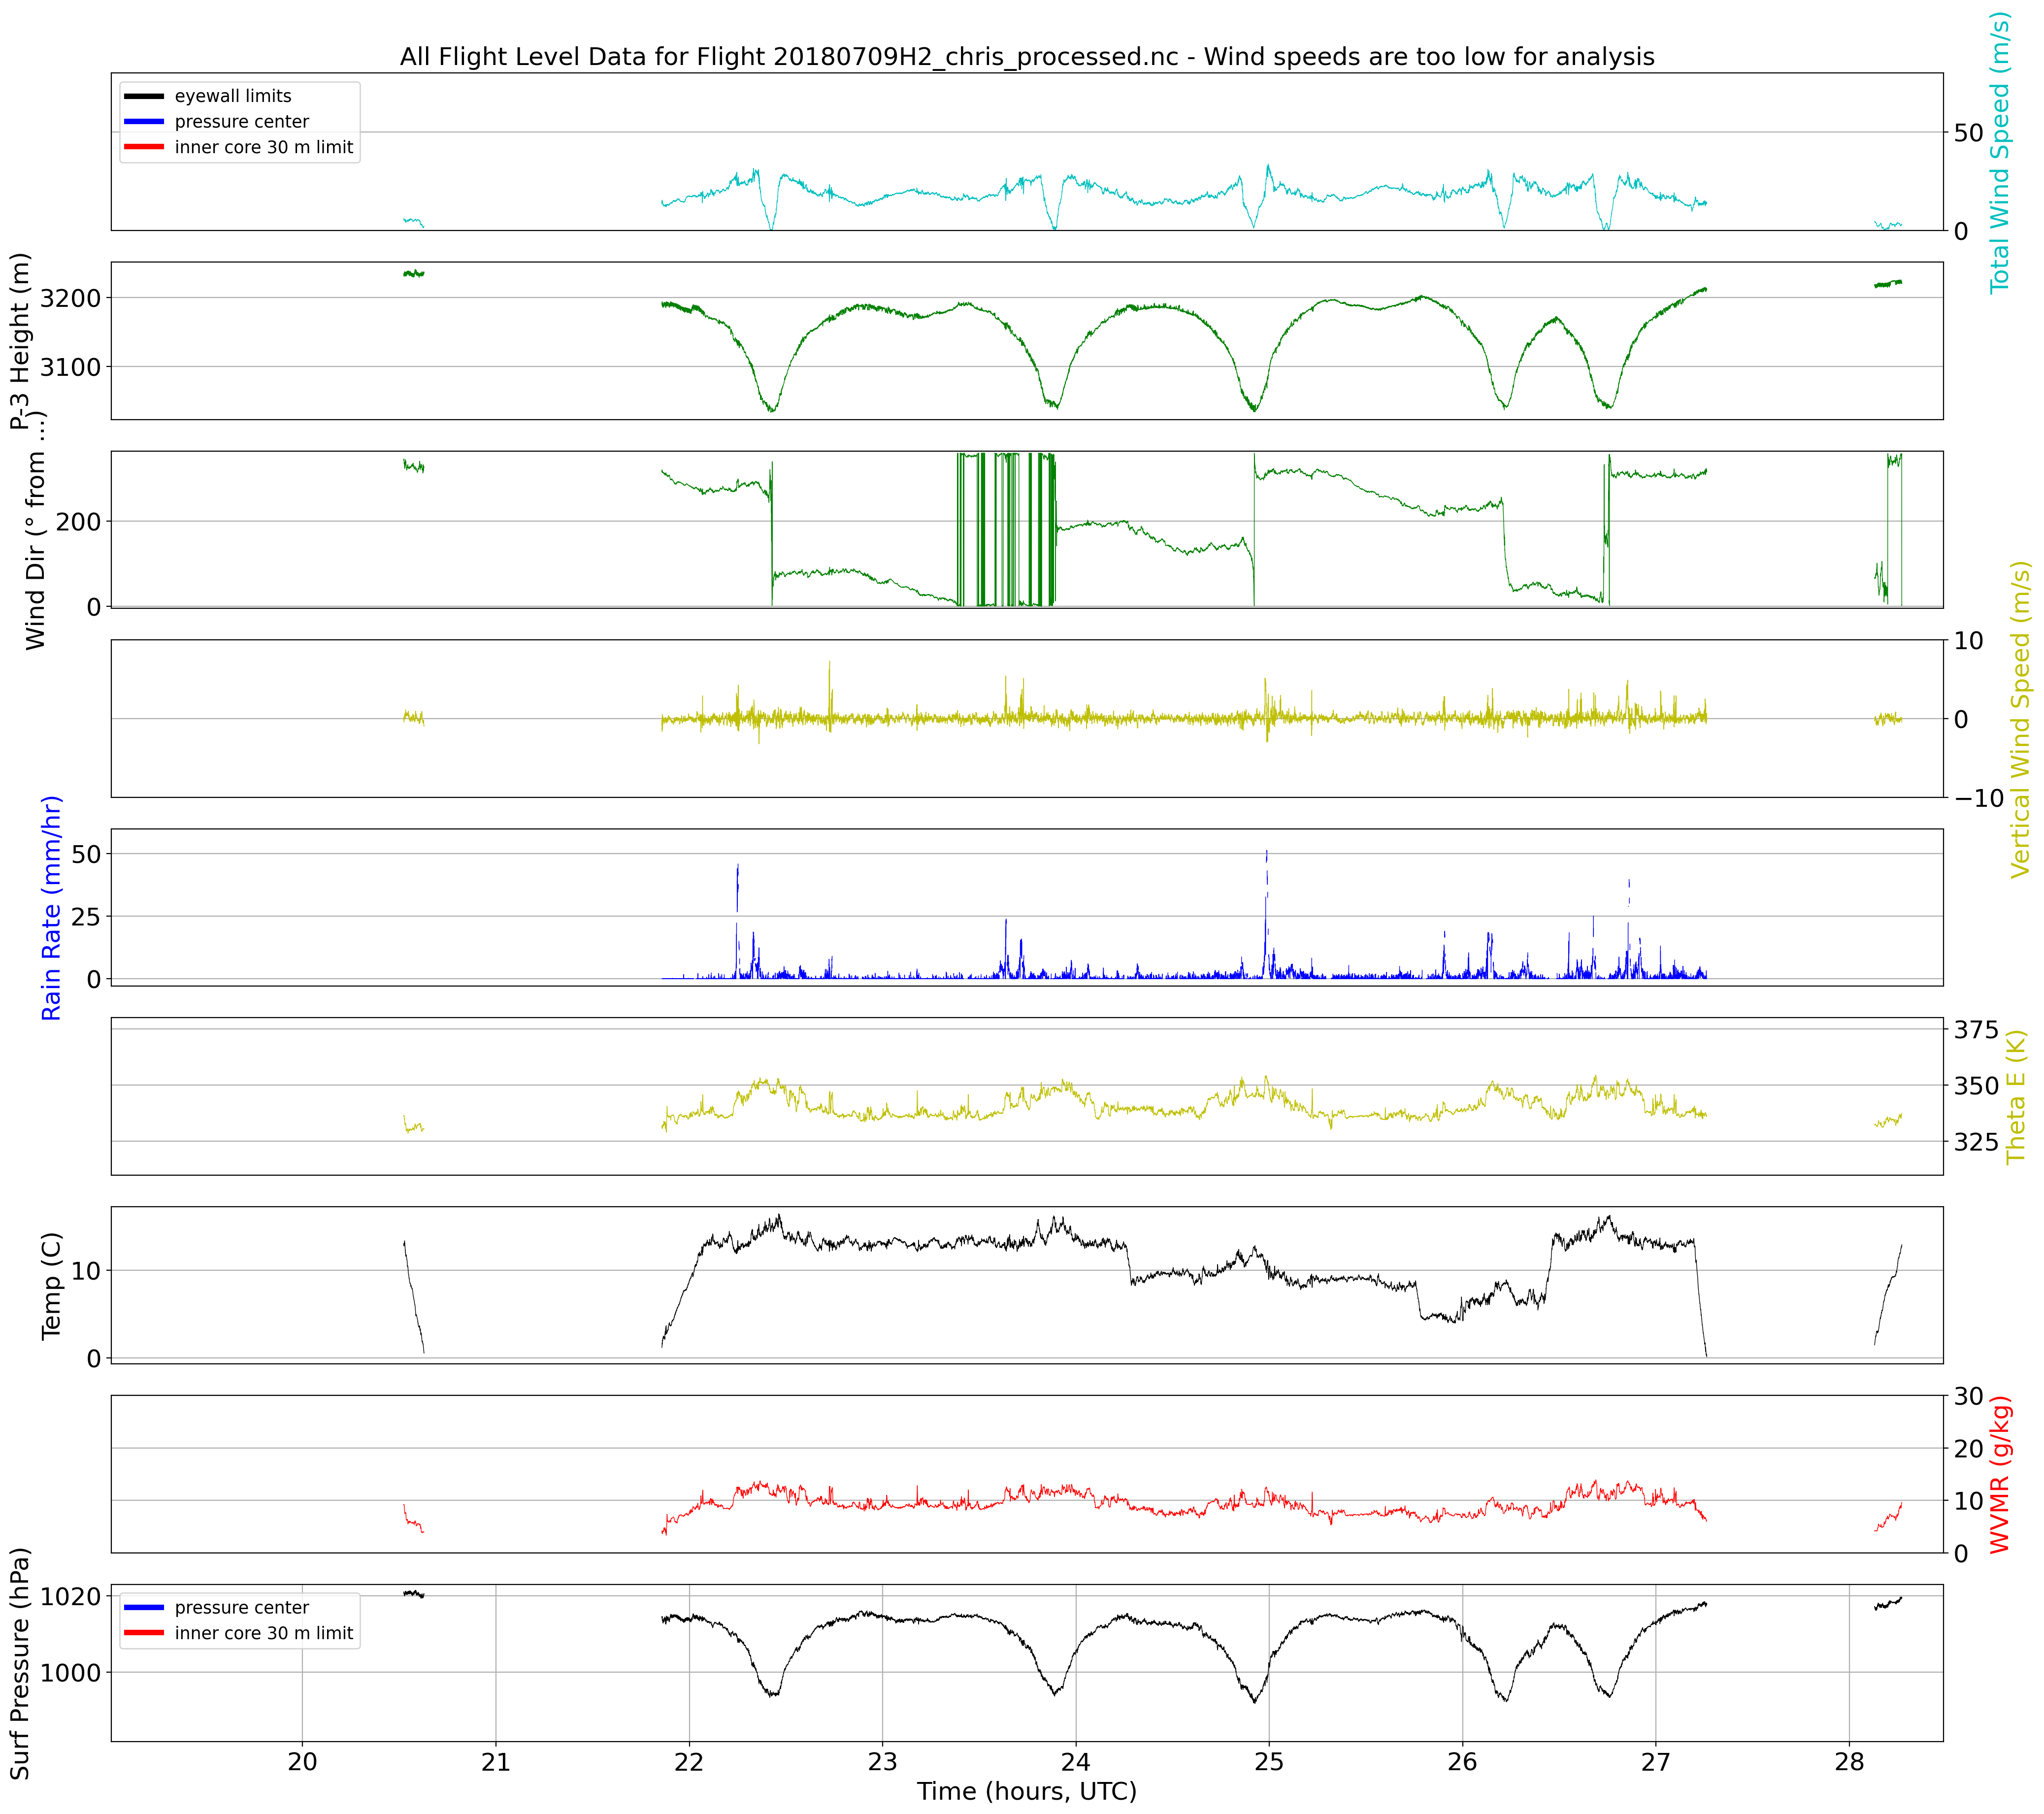 All Flight Level Data for Flight 20180709H2_chris_processed.nc - Wind speeds are too low for analysis
eyewall limits
pressure center
inner core 30 m limit
50
0
Total Wind Speed (m/s)
P-3 Height (m)
3200
3100
Wind Dir (° from ...)
200
0
10
0
−10
Vertical Wind Speed (m/s)
Rain Rate (mm/hr)
50
25
0
375
350
325
Theta E (K)
Temp (C)
10
0
30
20
10
0
WVMR (g/kg)
Surf Pressure (hPa)
1020
1000
pressure center
inner core 30 m limit
20 21 22 23 24 25 26 27 28
Time (hours, UTC)